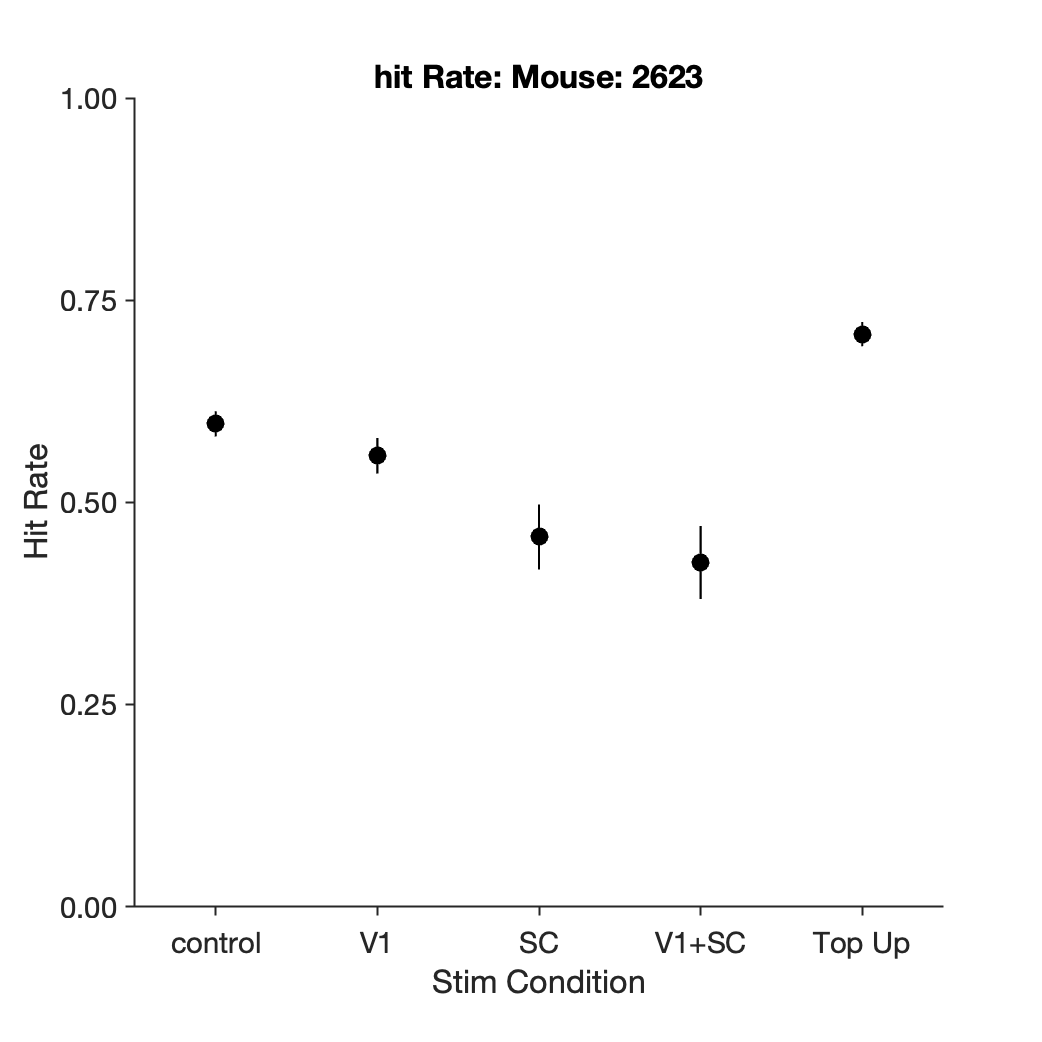 hit Rate: Mouse: 2623
1.00
0.75
0.50
0.25
0.00
Hit Rate
control V1 SC V1+SC Top Up
Stim Condition